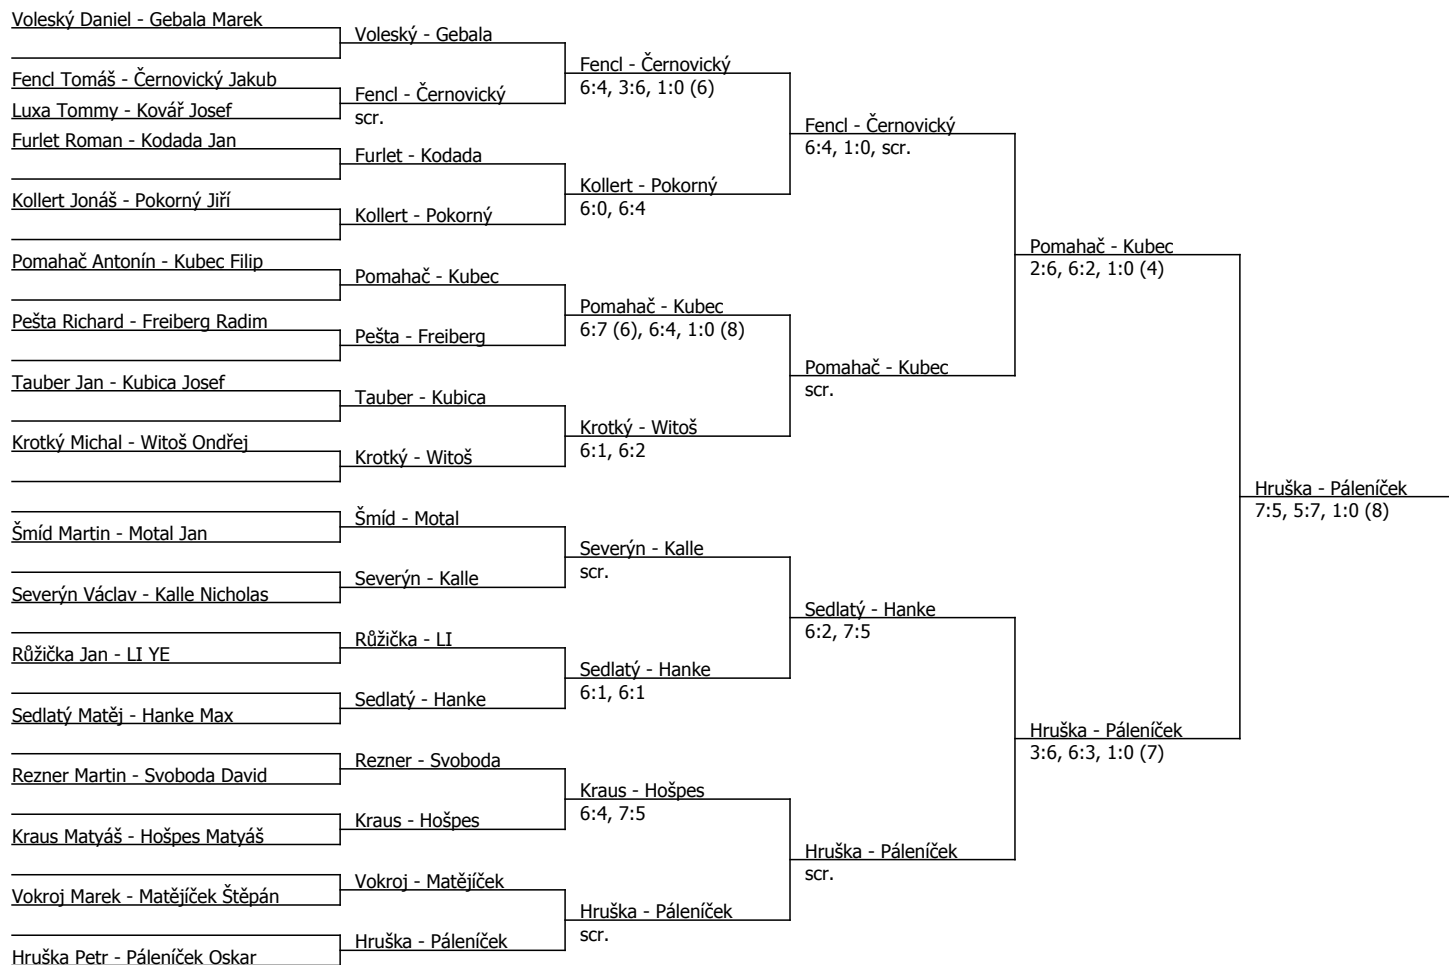 Voleský Daniel - Gebala Marek
Fencl Tomáš - Černovický Jakub
Luxa Tommy - Kovář Josef
Furlet Roman - Kodada Jan
Kollert Jonáš - Pokorný Jiří
Pomahač Antonín - Kubec Filip
Pešta Richard - Freiberg Radim
Tauber Jan - Kubica Josef
Krotký Michal - Witoš Ondřej
Šmíd Martin - Motal Jan
Severýn Václav - Kalle Nicholas
Růžička Jan - LI YE
Sedlatý Matěj - Hanke Max
Rezner Martin - Svoboda David
Kraus Matyáš - Hošpes Matyáš
Vokroj Marek - Matějíček Štěpán
Hruška Petr - Páleníček Oskar
Voleský - Gebala
Fencl - Černovický
scr.
Furlet - Kodada
Kollert - Pokorný
Pomahač - Kubec
Pešta - Freiberg
Tauber - Kubica
Krotký - Witoš
Šmíd - Motal
Severýn - Kalle
Růžička - LI
Sedlatý - Hanke
Rezner - Svoboda
Kraus - Hošpes
Vokroj - Matějíček
Hruška - Páleníček
Fencl - Černovický
6:4, 3:6, 1:0 (6)
Kollert - Pokorný
6:0, 6:4
Pomahač - Kubec
6:7 (6), 6:4, 1:0 (8)
Krotký - Witoš
6:1, 6:2
Severýn - Kalle
scr.
Sedlatý - Hanke
6:1, 6:1
Kraus - Hošpes
6:4, 7:5
Hruška - Páleníček
scr.
Fencl - Černovický
6:4, 1:0, scr.
Pomahač - Kubec
scr.
Sedlatý - Hanke
6:2, 7:5
Hruška - Páleníček
scr.
Pomahač - Kubec
2:6, 6:2, 1:0 (4)
Hruška - Páleníček
3:6, 6:3, 1:0 (7)
Hruška - Páleníček
7:5, 5:7, 1:0 (8)